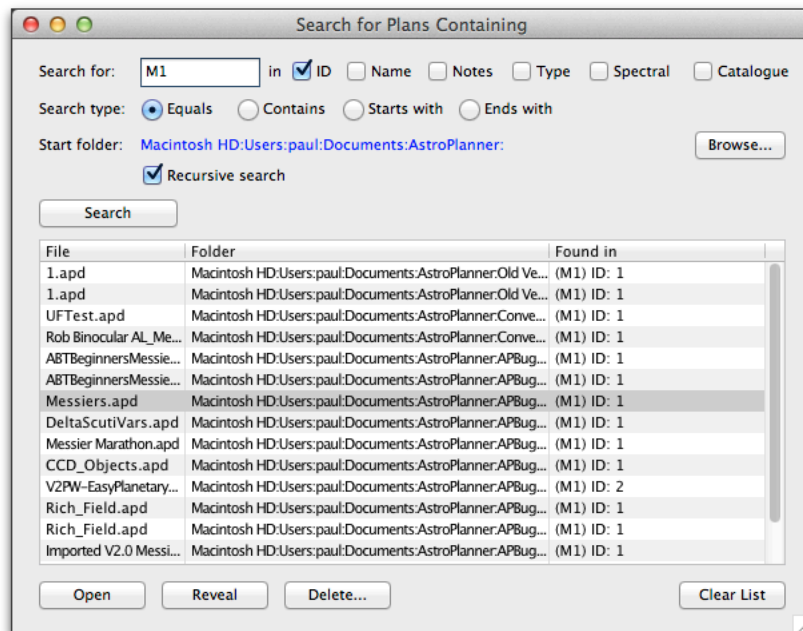 Search for Plans Containing
Search for: M1 in ID Name Notes Type Spectral Catalogue
Search type: Equals Contains Starts with Ends with
Start folder: Macintosh HD:Users:paul:Documents:AstroPlanner: Browse...
Recursive search
Search
File Folder Found in
1.apd Macintosh HD:Users:paul:Documents:AstroPlanner:Old Ve... (M1) ID: 1
1.apd Macintosh HD:Users:paul:Documents:AstroPlanner:Old Ve... (M1) ID: 1
UFTest.apd Macintosh HD:Users:paul:Documents:AstroPlanner:Conve... (M1) ID: 1
Rob Binocular AL_Me... Macintosh HD:Users:paul:Documents:AstroPlanner:Conve... (M1) ID: 1
ABTBeginnersMessie... Macintosh HD:Users:paul:Documents:AstroPlanner:APBug... (M1) ID: 1
ABTBeginnersMessie... Macintosh HD:Users:paul:Documents:AstroPlanner:APBug... (M1) ID: 1
Messiers.apd Macintosh HD:Users:paul:Documents:AstroPlanner:APBug... (M1) ID: 1
DeltaScutiVars.apd Macintosh HD:Users:paul:Documents:AstroPlanner:APBug... (M1) ID: 1
Messier Marathon.apd Macintosh HD:Users:paul:Documents:AstroPlanner:APBug... (M1) ID: 1
CCD_Objects.apd Macintosh HD:Users:paul:Documents:AstroPlanner:APBug... (M1) ID: 1
V2PW-EasyPlanetary... Macintosh HD:Users:paul:Documents:AstroPlanner:APBug... (M1) ID: 2
Rich_Field.apd Macintosh HD:Users:paul:Documents:AstroPlanner:APBug... (M1) ID: 1
Rich_Field.apd Macintosh HD:Users:paul:Documents:AstroPlanner:APBug... (M1) ID: 1
Imported V2.0 Messi... Macintosh HD:Users:paul:Documents:AstroPlanner:APBug... (M1) ID: 1
Open Reveal Delete... Clear List